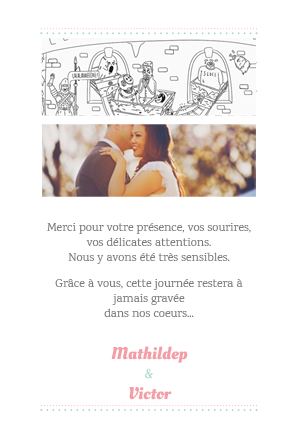 Merci pour votre présence, vos sourires,
vos délicates attentions.
Nous y avons été très sensibles.
Grâce à vous, cette journée restera à
jamais gravée
dans nos coeurs...
Mathildep
&
Victor